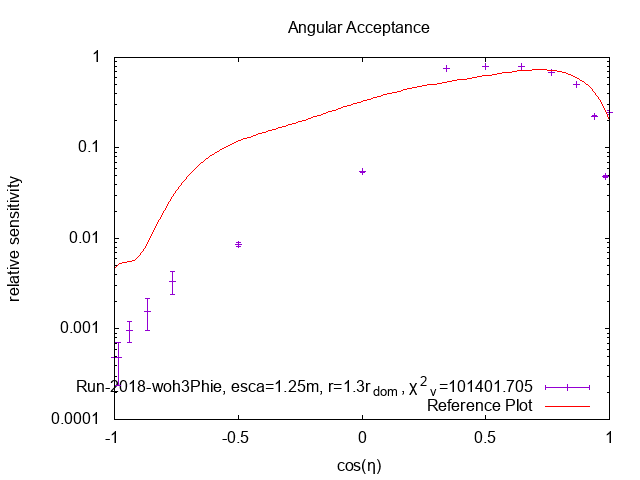 Angular Acceptance
1
0.1
0.01
0.001
0.0001
relative sensitivity
Run-2018-woh3Phie, esca=1.25m, r=1.3r_dom, χ²_ν=101401.705
Reference Plot
-1 -0.5 0 0.5 1
cos(η)